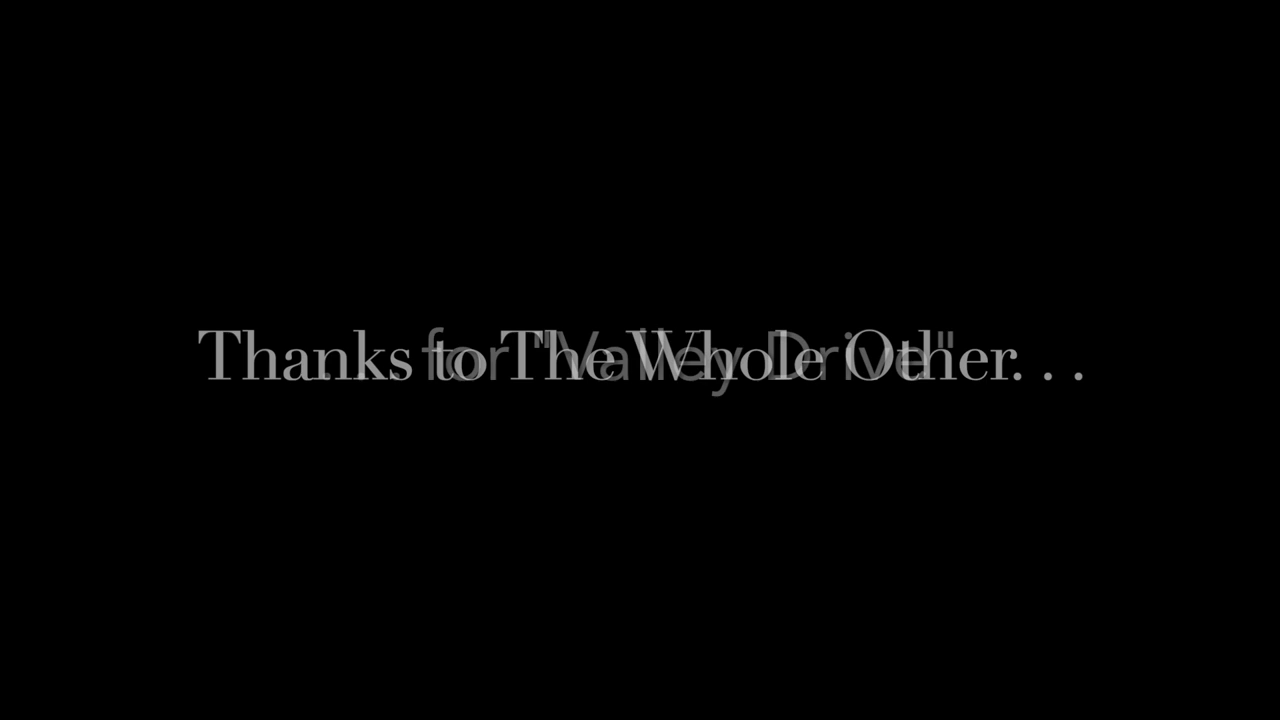 Thanks to The Whole Other. . .
. . . for "Valley Drive"